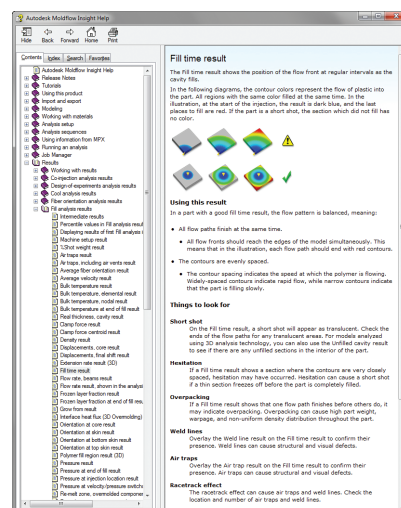 Autodesk Moldflow Insight Help
Hide Back Forward Home Print
Contents Index Search Favorites
Autodesk Moldflow Insight Help
Release Notes
Tutorials
Using this product
Import and export
Modeling
Working with materials
Analysis setup
Analysis sequences
Using information from MPX
Running an analysis
Job Manager
Results
Working with results
Co-injection analysis results
Design-of-experiments analysis results
Cool analysis results
Fiber orientation analysis results
Fill analysis results
Intermediate results
Percentile values in Fill analysis resul
Displaying results of first Fill analysis i
Machine setup result
%Shot weight result
Air traps result
Air traps, including air vents result
Average fiber orientation result
Average velocity result
Bulk temperature result
Bulk temperature, elemental result
Bulk temperature, nodal result
Bulk temperature at end of fill result
Real thickness, cavity result
Clamp force result
Clamp force centroid result
Density result
Displacements, core result
Displacements, final shift result
Extension rate result (3D)
Fill time result
Flow rate, beams result
Flow rate result, shown in the analysi
Frozen layer fraction result
Frozen layer fraction at end of fill resu
Grow from result
Interface heat flux (3D Overmolding)
Orientation at core result
Orientation at skin result
Orientation at bottom skin result
Orientation at top skin result
Polymer fill region result (3D)
Pressure result
Pressure at end of fill result
Pressure at injection location result
Pressure at velocity/pressure switcho
Re-melt zone, overmolded componer
Fill time result
The Fill time result shows the position of the flow front at regular intervals as the
cavity fills.
In the following diagrams, the contour colors represent the flow of plastic into
the part. All regions with the same color filled at the same time. In the
illustration, at the start of the injection, the result is dark blue, and the last
places to fill are red. If the part is a short shot, the section which did not fill has
no color.
Using this result
In a part with a good fill time result, the flow pattern is balanced, meaning:
• All flow paths finish at the same time.
• All flow fronts should reach the edges of the model simultaneously. This
means that in the illustration, each flow path should end with red contours.
• The contours are evenly spaced.
• The contour spacing indicates the speed at which the polymer is flowing.
Widely-spaced contours indicate rapid flow, while narrow contours indicate
that the part is filling slowly.
Things to look for
Short shot
On the Fill time result, a short shot will appear as translucent. Check the
ends of the flow paths for any translucent areas. For models analyzed
using 3D analysis technology, you can also use the Unfilled cavity result
to see if there are any unfilled sections in the interior of the part.
Hesitation
If a Fill time result shows a section where the contours are very closely
spaced, hesitation may have occurred. Hesitation can cause a short shot
if a thin section freezes off before the part is completely filled.
Overpacking
If a Fill time result shows that one flow path finishes before others do, it
may indicate overpacking. Overpacking can cause high part weight,
warpage, and non-uniform density distribution throughout the part.
Weld lines
Overlay the Weld line result on the Fill time result to confirm their
presence. Weld lines can cause structural and visual defects.
Air traps
Overlay the Air trap result on the Fill time result to confirm their
presence. Air traps can cause structural and visual defects.
Racetrack effect
The racetrack effect can cause air traps and weld lines. Check the
location and number of air traps and weld lines.